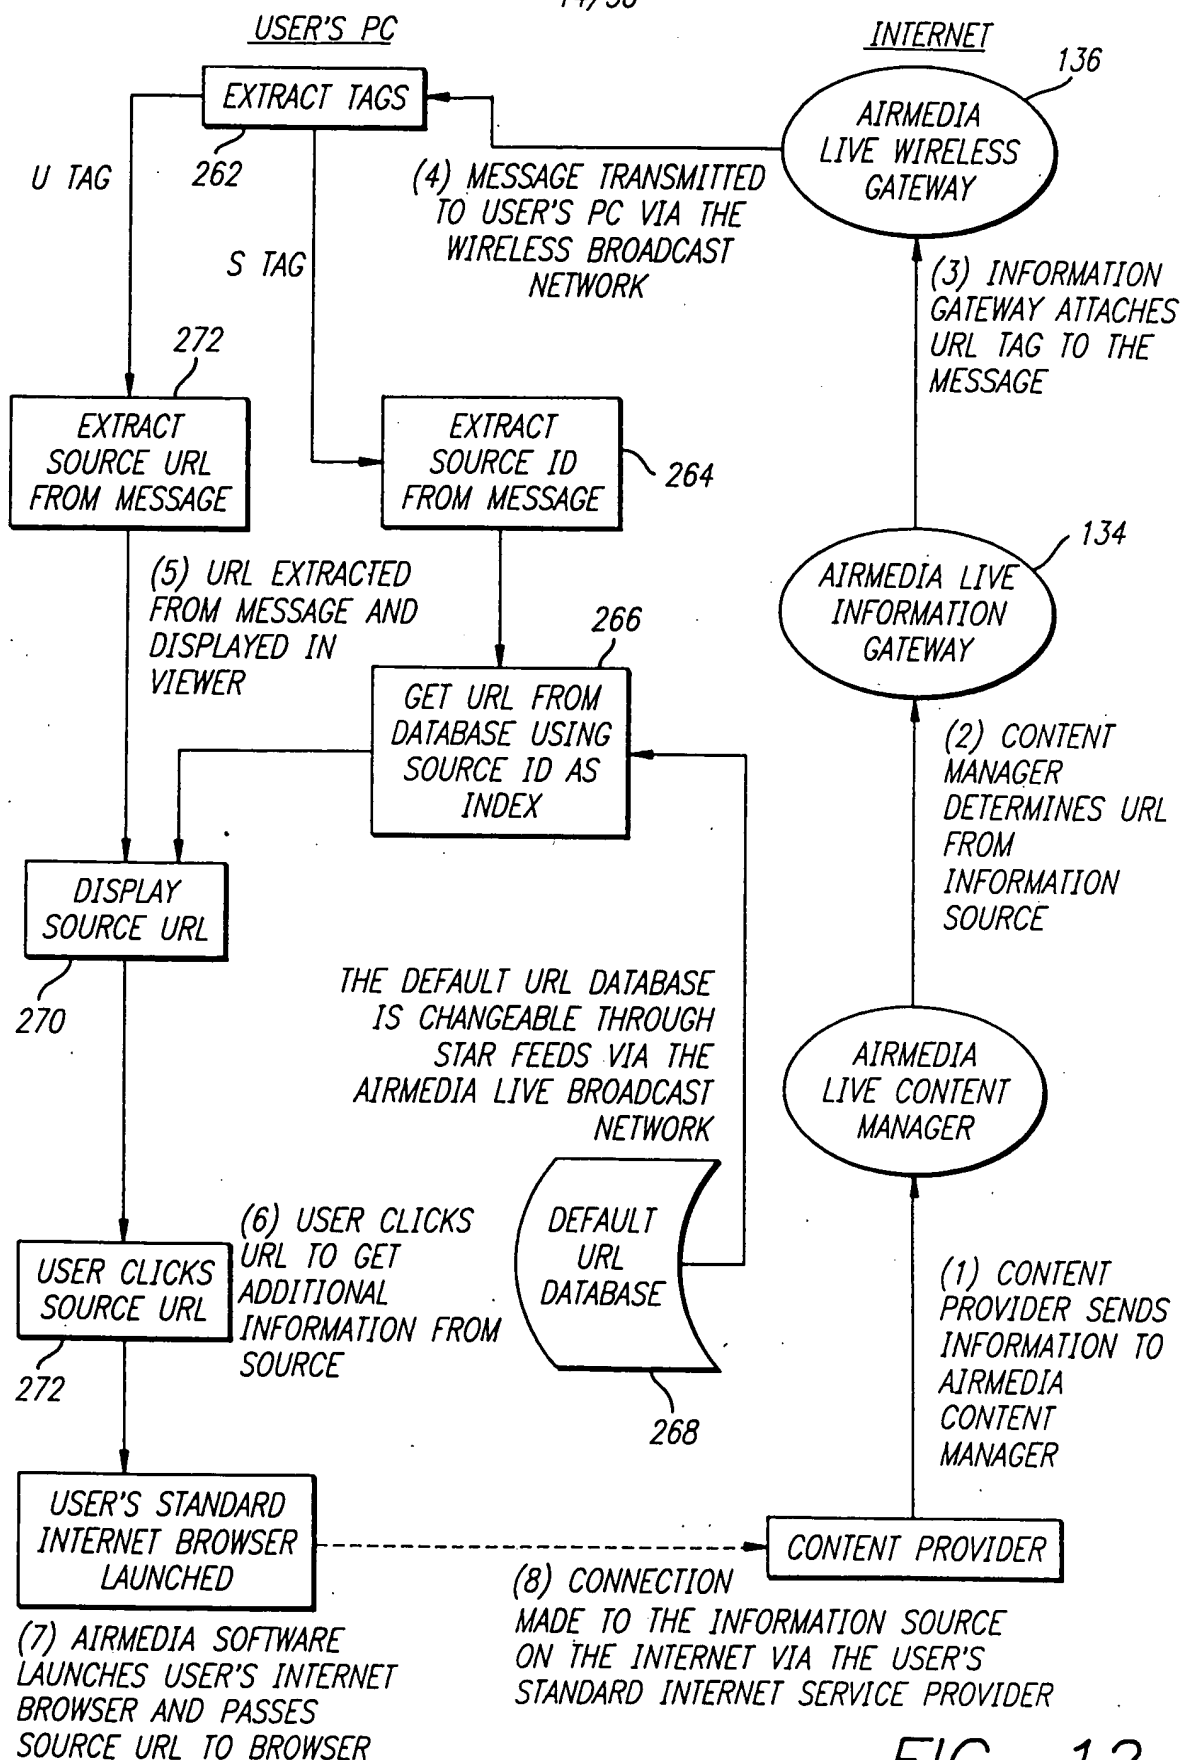 USER'S PC
INTERNET
136
EXTRACT TAGS
AIRMEDIA
LIVE WIRELESS
GATEWAY
U TAG
262
(4) MESSAGE TRANSMITTED
TO USER'S PC VIA THE
WIRELESS BROADCAST
NETWORK
S TAG
(3) INFORMATION
GATEWAY ATTACHES
URL TAG TO THE
MESSAGE
272
EXTRACT
SOURCE URL
FROM MESSAGE
EXTRACT
SOURCE ID
FROM MESSAGE
264
134
AIRMEDIA LIVE
INFORMATION
GATEWAY
(5) URL EXTRACTED
FROM MESSAGE AND
DISPLAYED IN
VIEWER
266
GET URL FROM
DATABASE USING
SOURCE ID AS
INDEX
(2) CONTENT
MANAGER
DETERMINES URL
FROM
INFORMATION
SOURCE
DISPLAY
SOURCE URL
270
THE DEFAULT URL DATABASE
IS CHANGEABLE THROUGH
STAR FEEDS VIA THE
AIRMEDIA LIVE BROADCAST
NETWORK
AIRMEDIA
LIVE CONTENT
MANAGER
DEFAULT
URL
DATABASE
268
(6) USER CLICKS
URL TO GET
ADDITIONAL
INFORMATION FROM
SOURCE
USER CLICKS
SOURCE URL
272
(1) CONTENT
PROVIDER SENDS
INFORMATION TO
AIRMEDIA
CONTENT
MANAGER
USER'S STANDARD
INTERNET BROWSER
LAUNCHED
CONTENT PROVIDER
(7) AIRMEDIA SOFTWARE
LAUNCHES USER'S INTERNET
BROWSER AND PASSES
SOURCE URL TO BROWSER
(8) CONNECTION
MADE TO THE INFORMATION SOURCE
ON THE INTERNET VIA THE USER'S
STANDARD INTERNET SERVICE PROVIDER